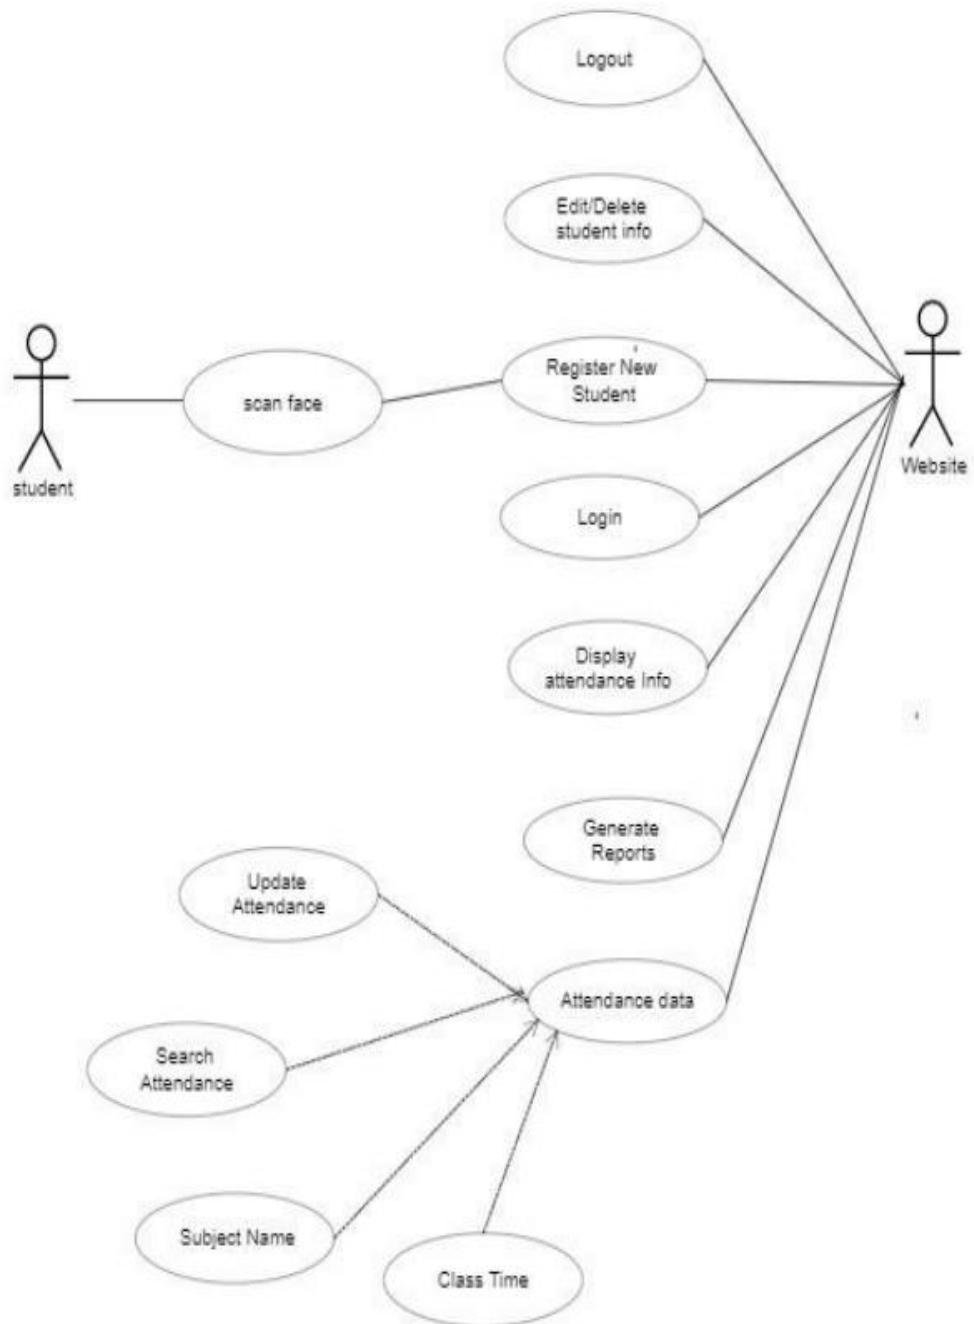 Logout
Edit/Delete
student info
Register New
Student
scan face
student
Website
Login
Display
attendance Info
Generate
Reports
Update
Attendance
Attendance data
Search
Attendance
Subject Name
Class Time